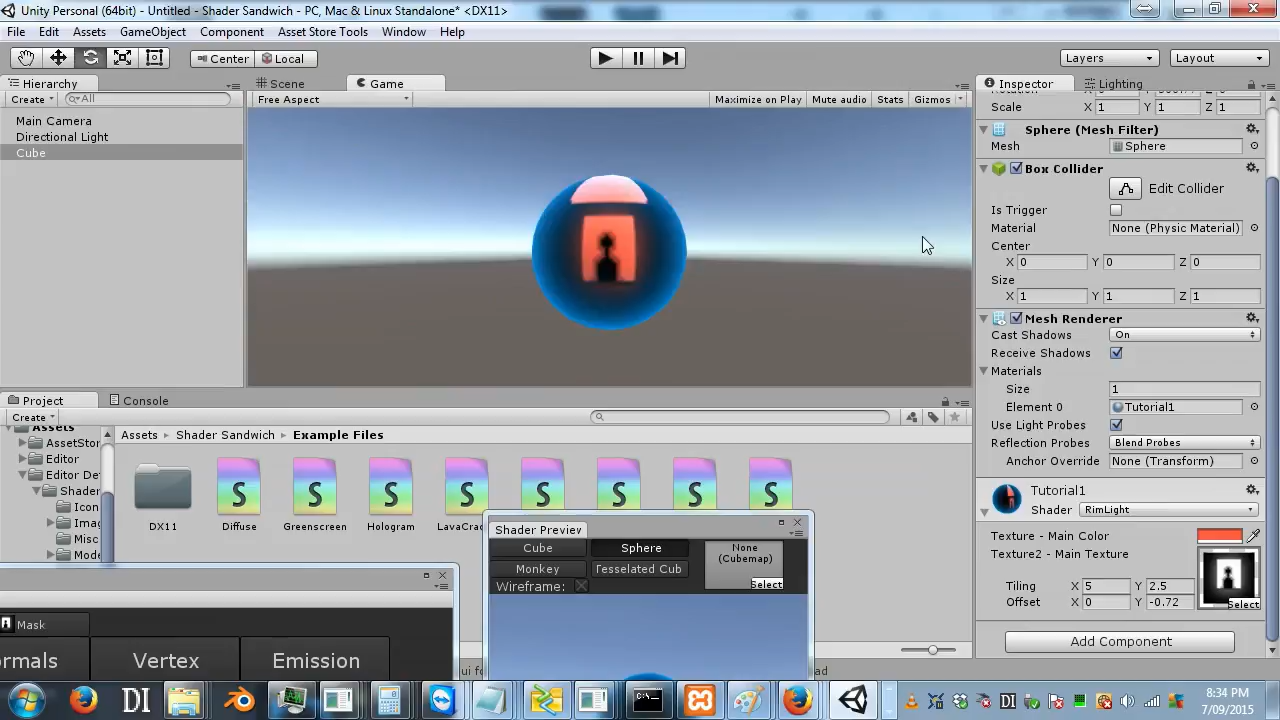 Unity Personal (64bit) - Untitled - Shader Sandwich - PC, Mac & Linux Standalone* <DX11>
File Edit Assets GameObject Component Asset Store Tools Window Help
Center Local Layers Layout
Hierarchy Scene Game Inspector Lighting
Create All Free Aspect Maximize on Play Mute audio Stats Gizmos
Scale X 1 Y 1 Z 1
Main Camera
Directional Light
Cube
Sphere (Mesh Filter)
Mesh Sphere
Box Collider
Edit Collider
Is Trigger
Material None (Physic Material)
Center
X 0 Y 0 Z 0
Size
X 1 Y 1 Z 1
Mesh Renderer
Cast Shadows On
Receive Shadows
Materials
Size 1
Element 0 Tutorial1
Use Light Probes
Reflection Probes Blend Probes
Anchor Override None (Transform)
Tutorial1
Shader RimLight
Texture - Main Color
Texture2 - Main Texture
Tiling X 5 Y 2.5
Offset X 0 Y -0.72
Select
Add Component
Project Console
Create
Assets
AssetStor
Editor
Editor De
Shader
Icon
Imag
Misc
Mode
Assets Shader Sandwich Example Files
DX11 Diffuse Greenscreen Hologram LavaCrac
S S S S S S S S
Shader Preview
Cube Sphere
Monkey Tesselated Cub
Wireframe:
None
(Cubemap)
Select
Mask
ormals Vertex Emission
ui fo
ad
DI
DI
8:34 PM
7/09/2015